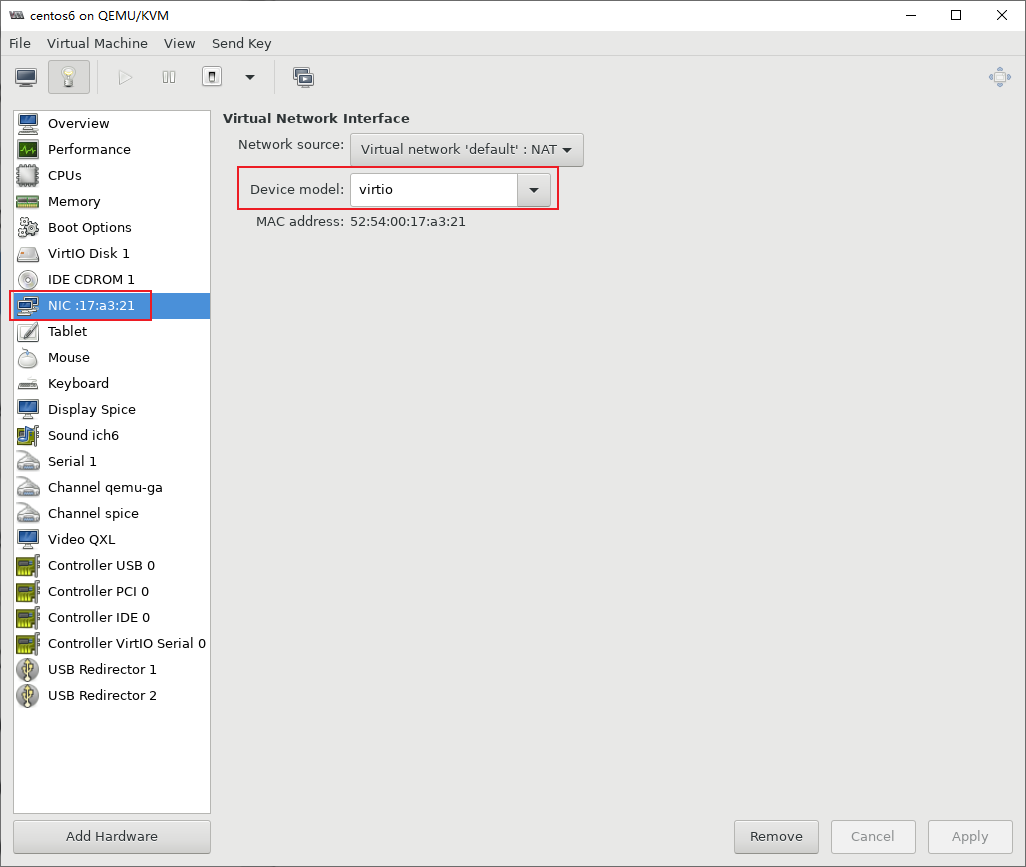 centos6 on QEMU/KVM
File Virtual Machine View Send Key
Overview
Performance
CPUs
Memory
Boot Options
VirtIO Disk 1
IDE CDROM 1
NIC :17:a3:21
Tablet
Mouse
Keyboard
Display Spice
Sound ich6
Serial 1
Channel qemu-ga
Channel spice
Video QXL
Controller USB 0
Controller PCI 0
Controller IDE 0
Controller VirtIO Serial 0
USB Redirector 1
USB Redirector 2
Add Hardware
Virtual Network Interface
Network source: Virtual network 'default' : NAT
Device model: virtio
MAC address: 52:54:00:17:a3:21
Remove Cancel Apply